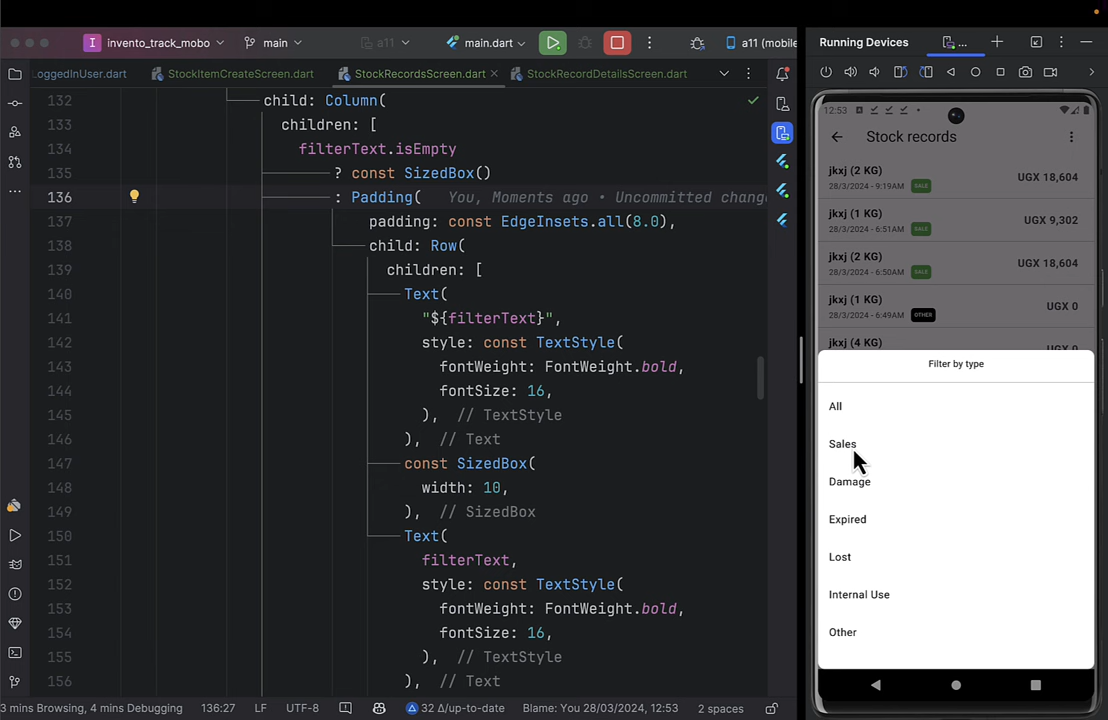 I invento_track_mobo main a11 main.dart a11 (mobile
LoggedInUser.dart StockItemCreateScreen.dart StockRecordsScreen.dart StockRecordDetailsScreen.dart
132 child: Column(
133 children: [
134 filterText.isEmpty
135 ? const SizedBox()
136 : Padding( You, Moments ago • Uncommitted chang
137 padding: const EdgeInsets.all(8.0),
138 child: Row(
139 children: [
140 Text(
141 "${filterText}",
142 style: const TextStyle(
143 fontWeight: FontWeight.bold,
144 fontSize: 16,
145 ), // TextStyle
146 ), // Text
147 const SizedBox(
148 width: 10,
149 ), // SizedBox
150 Text(
151 filterText,
152 style: const TextStyle(
153 fontWeight: FontWeight.bold,
154 fontSize: 16,
155 ), // TextStyle
156 ), // Text
3 mins Browsing, 4 mins Debugging 136:27 LF UTF-8 32 Δ/up-to-date Blame: You 28/03/2024, 12:53 2 spaces
Running Devices ...
12:53
Stock records
jkxj (2 KG)
28/3/2024 - 9:19AM SALE UGX 18,604
jkxj (1 KG)
28/3/2024 - 6:51AM SALE UGX 9,302
jkxj (2 KG)
28/3/2024 - 6:50AM SALE UGX 18,604
jkxj (1 KG)
28/3/2024 - 6:49AM OTHER UGX 0
jkxj (4 KG) UGX 0
Filter by type
All
Sales
Damage
Expired
Lost
Internal Use
Other